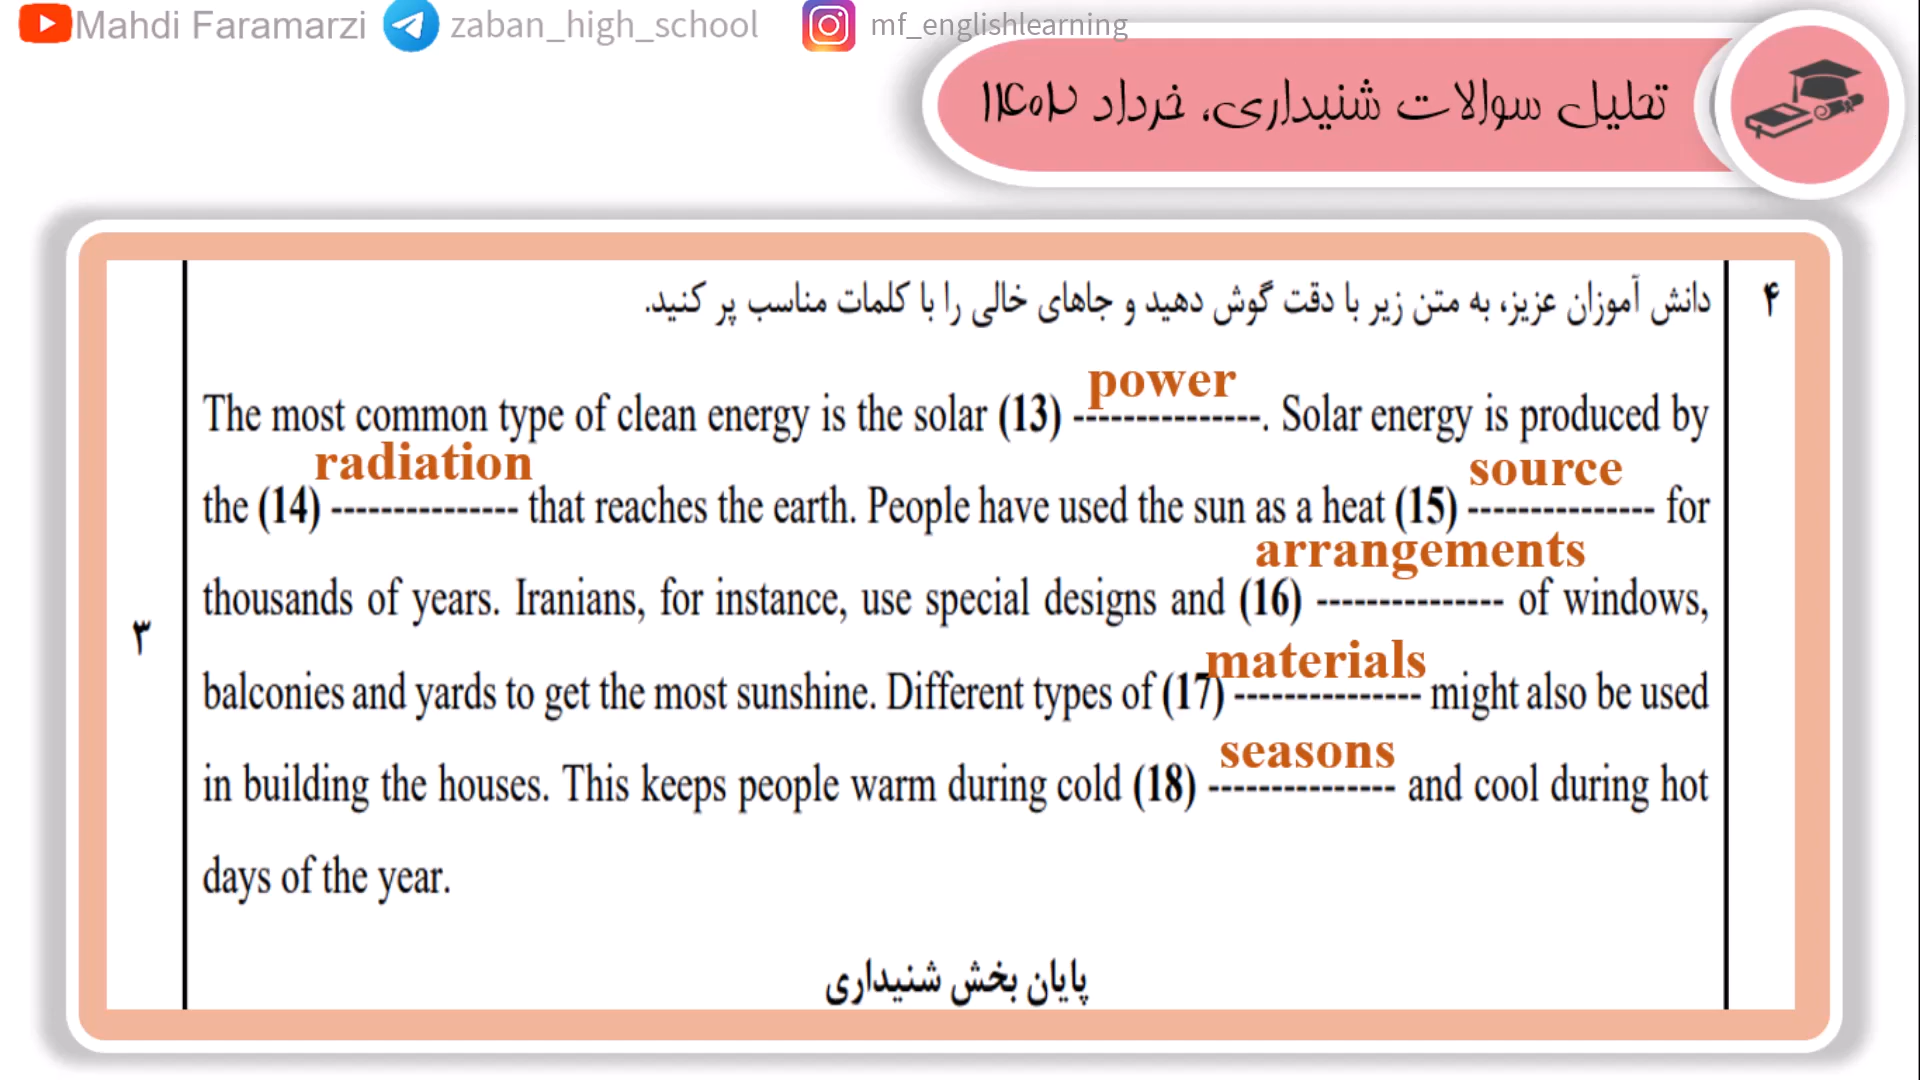 Mahdi Faramarzi zaban_high_school mf_englishlearning
تحلیل سوالات شنیداری، خرداد ۱۴۰۳
۴ دانش آموزان عزیز، به متن زیر با دقت گوش دهید و جاهای خالی را با کلمات مناسب پر کنید.
power
The most common type of clean energy is the solar (13) ---------------. Solar energy is produced by
radiation source
the (14) --------------- that reaches the earth. People have used the sun as a heat (15) --------------- for
arrangements
thousands of years. Iranians, for instance, use special designs and (16) --------------- of windows,
۳
materials
balconies and yards to get the most sunshine. Different types of (17) --------------- might also be used
seasons
in building the houses. This keeps people warm during cold (18) --------------- and cool during hot
days of the year.
پایان بخش شنیداری